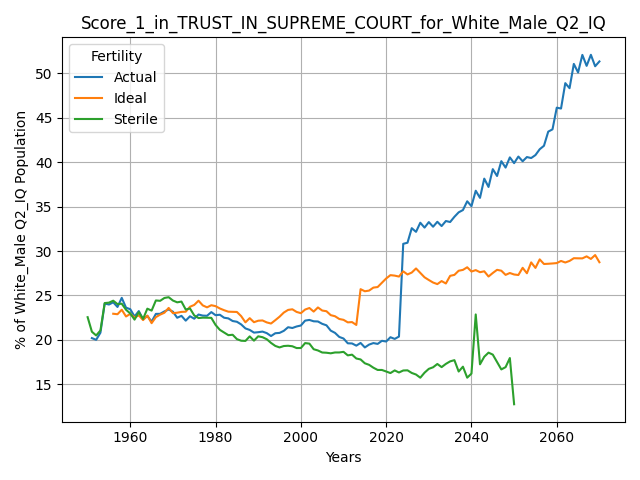 Score_1_in_TRUST_IN_SUPREME_COURT_for_White_Male_Q2_IQ
Fertility
Actual
Ideal
Sterile
% of White_Male Q2_IQ Population
50
45
40
35
30
25
20
15
1960
1980
2000
2020
2040
2060
Years